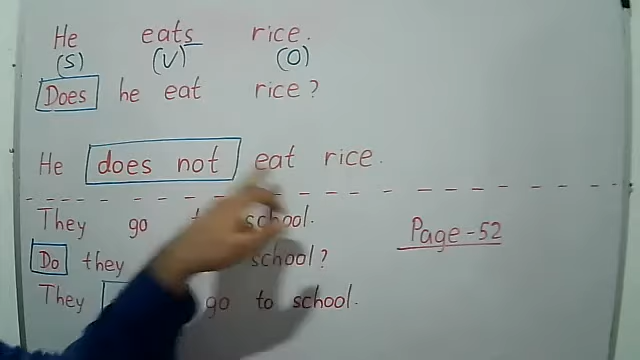 He eats rice.
(S) (V) (O)
Does he eat rice?
He does not eat rice.
They go school.
Page-52
Do they school?
They go to school.